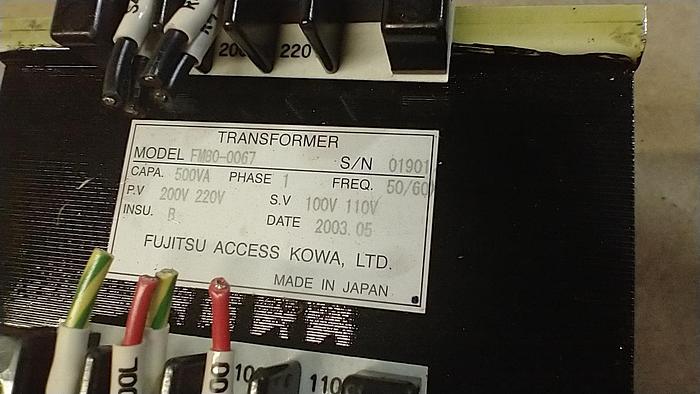 200 220
TRANSFORMER
MODEL FM80-0067 S/N 01901
CAPA. 500VA PHASE 1 FREQ. 50/60
P.V 200V 220V S.V 100V 110V
INSU. B DATE 2003.05
FUJITSU ACCESS KOWA, LTD.
MADE IN JAPAN
110